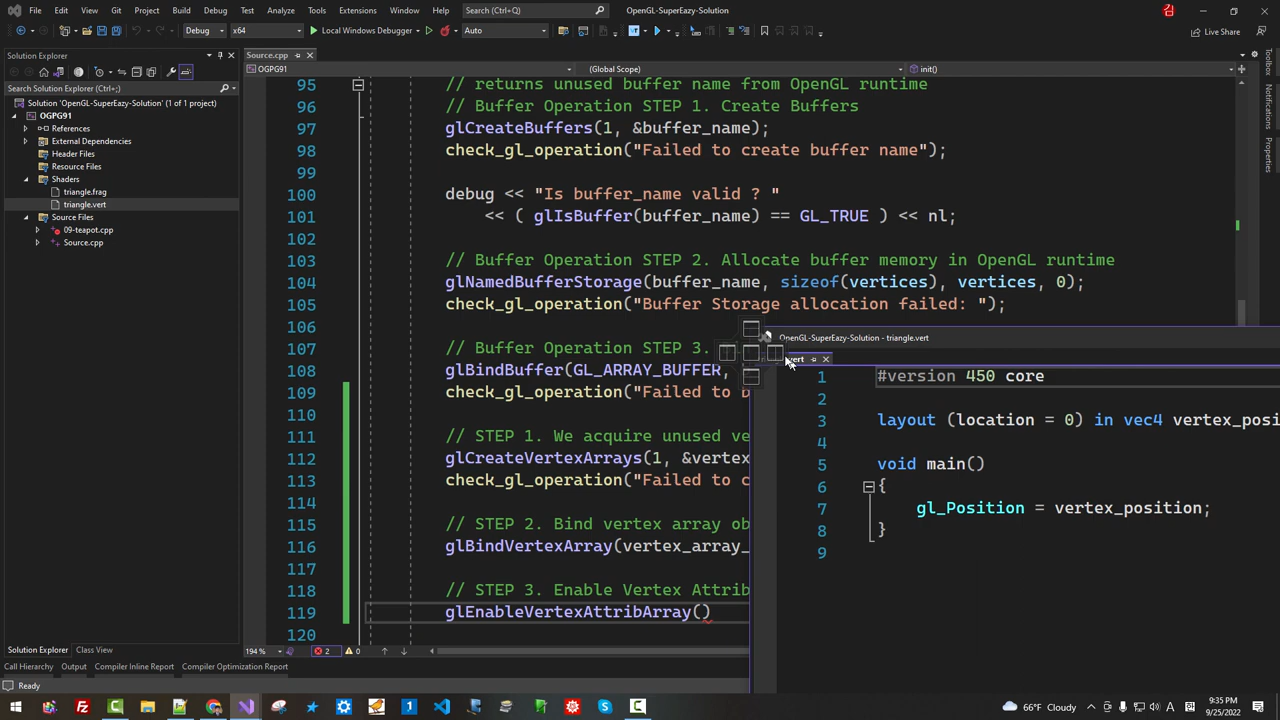 File Edit View Git Project Build Debug Test Analyze Tools Extensions Window Help Search (Ctrl+Q) OpenGL-SuperEazy-Solution
Debug x64 Local Windows Debugger Auto Live Share
Solution Explorer
Search Solution Explorer (Ctrl+;)
Solution 'OpenGL-SuperEazy-Solution' (1 of 1 project)
OGPG91
References
External Dependencies
Header Files
Resource Files
Shaders
triangle.frag
triangle.vert
Source Files
09-teapot.cpp
Source.cpp
Solution Explorer Class View
Source.cpp
OGPG91 (Global Scope) init()
95 // returns unused buffer name from OpenGL runtime
96 // Buffer Operation STEP 1. Create Buffers
97 glCreateBuffers(1, &buffer_name);
98 check_gl_operation("Failed to create buffer name");
99
100 debug << "Is buffer_name valid ? "
101 << ( glIsBuffer(buffer_name) == GL_TRUE ) << nl;
102
103 // Buffer Operation STEP 2. Allocate buffer memory in OpenGL runtime
104 glNamedBufferStorage(buffer_name, sizeof(vertices), vertices, 0);
105 check_gl_operation("Buffer Storage allocation failed: ");
106
107 // Buffer Operation STEP 3.
108 glBindBuffer(GL_ARRAY_BUFFER,
109 check_gl_operation("Failed to b
110
111 // STEP 1. We acquire unused ve
112 glCreateVertexArrays(1, &vertex
113 check_gl_operation("Failed to c
114
115 // STEP 2. Bind vertex array ob
116 glBindVertexArray(vertex_array_
117
118 // STEP 3. Enable Vertex Attrib
119 glEnableVertexAttribArray()
120
OpenGL-SuperEazy-Solution - triangle.vert
vert
1 #version 450 core
2
3 layout (location = 0) in vec4 vertex_posi
4
5 void main()
6 {
7 gl_Position = vertex_position;
8 }
9
194 % 2 0
Toolbox
Notifications
Properties
Call Hierarchy Output Compiler Inline Report Compiler Optimization Report
Ready
66°F Cloudy A 9:35 PM
9/25/2022